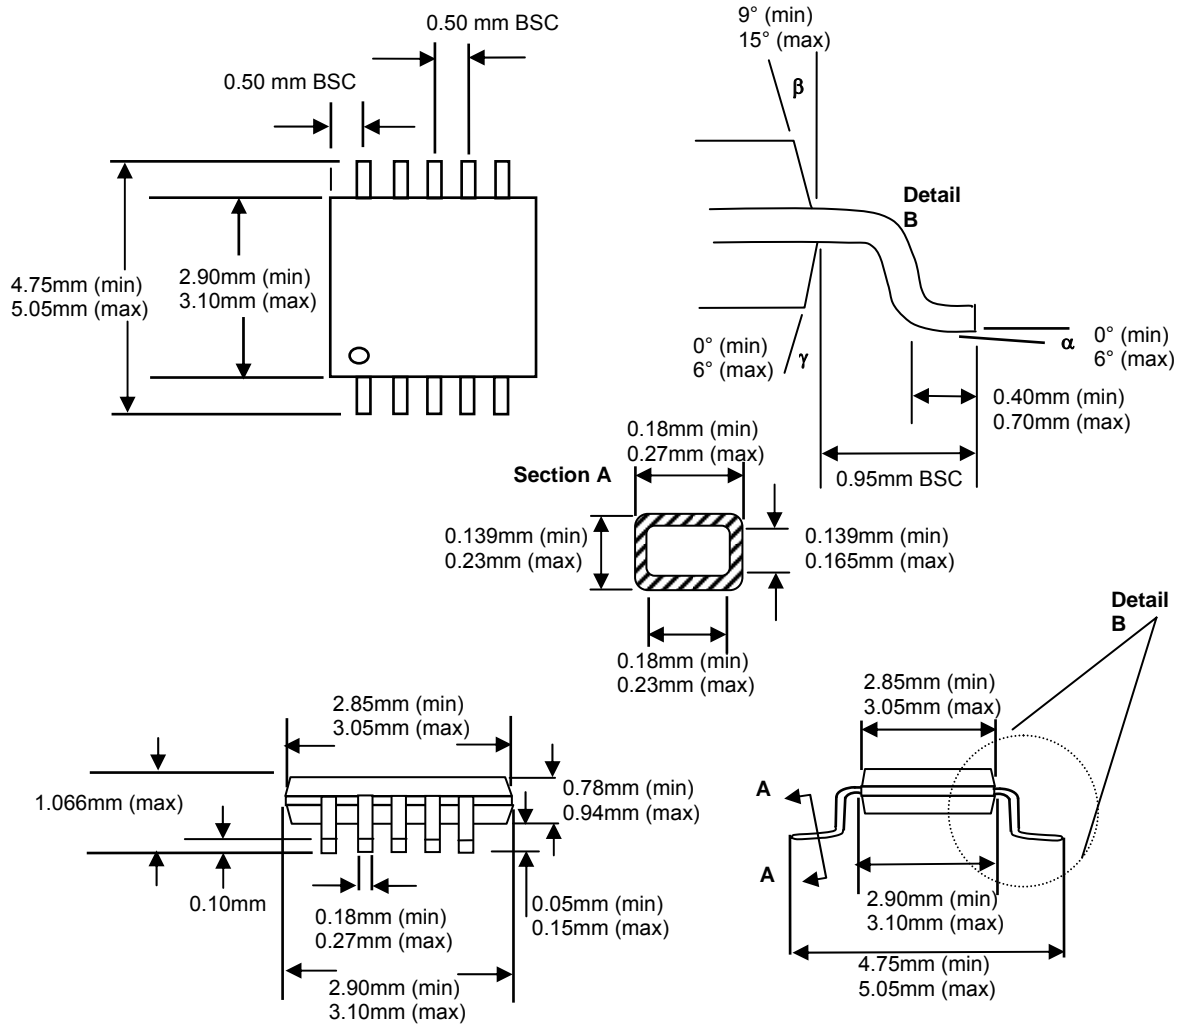 0.50 mm BSC
0.50 mm BSC
4.75mm (min)
5.05mm (max)
2.90mm (min)
3.10mm (max)
9° (min)
15° (max)
β
Detail
B
0° (min)
6° (max)
γ
α
0° (min)
6° (max)
0.40mm (min)
0.70mm (max)
0.95mm BSC
Section A
0.18mm (min)
0.27mm (max)
0.139mm (min)
0.23mm (max)
0.139mm (min)
0.165mm (max)
0.18mm (min)
0.23mm (max)
2.85mm (min)
3.05mm (max)
1.066mm (max)
0.78mm (min)
0.94mm (max)
0.10mm
0.18mm (min)
0.27mm (max)
0.05mm (min)
0.15mm (max)
2.90mm (min)
3.10mm (max)
Detail
B
2.85mm (min)
3.05mm (max)
A
A
2.90mm (min)
3.10mm (max)
4.75mm (min)
5.05mm (max)